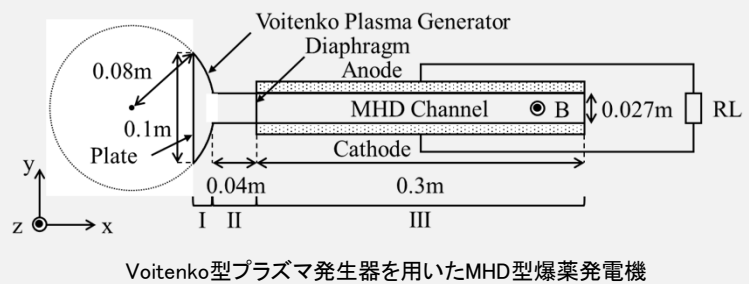 Voitenko Plasma Generator
Diaphragm
Anode
0.08m
MHD Channel
B
0.027m
RL
0.1m
Plate
Cathode
y
0.04m
0.3m
z
x
I
II
III
Voitenko型プラズマ発生器を用いたMHD型爆薬発電機